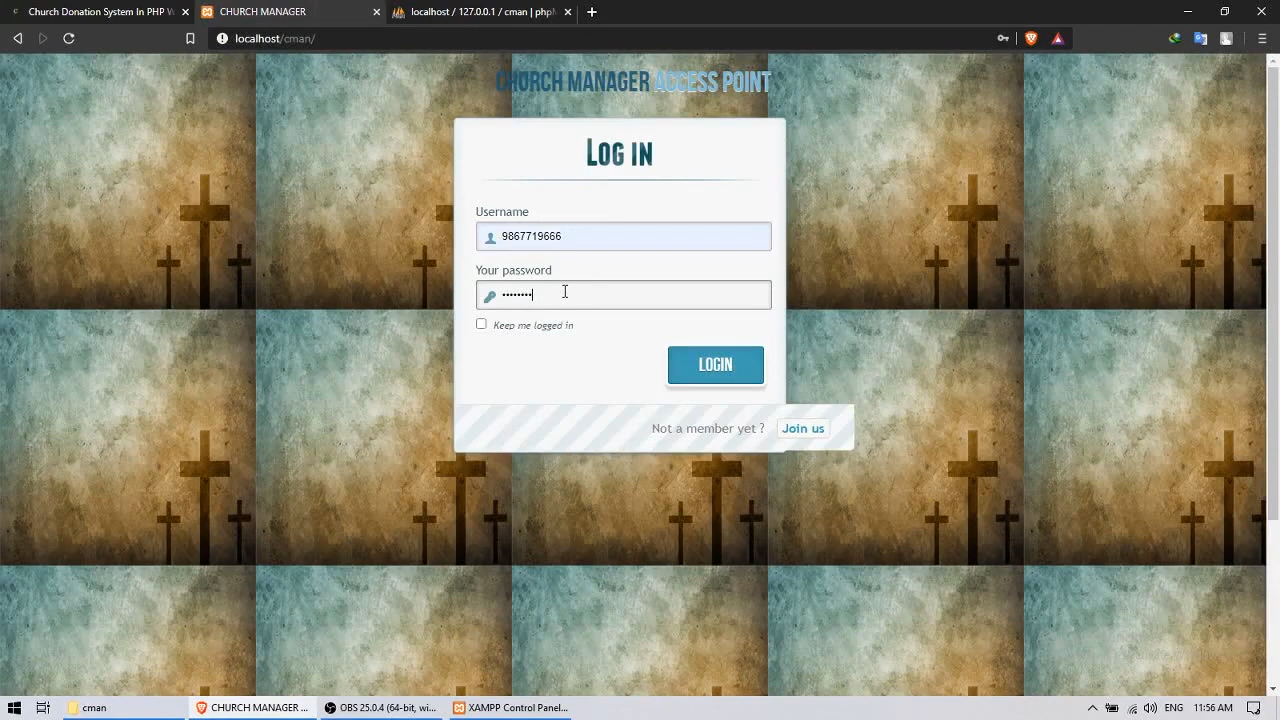 Church Donation System In PHP W
CHURCH MANAGER
localhost / 127.0.0.1 / cman | phpM
localhost/cman/
CHURCH MANAGER ACCESS POINT
LOG IN
Username
9867719666
Your password
••••••••
Keep me logged in
LOGIN
Not a member yet ?
Join us
cman
CHURCH MANAGER ...
OBS 25.0.4 (64-bit, wi...
XAMPP Control Panel...
ENG
11:56 AM